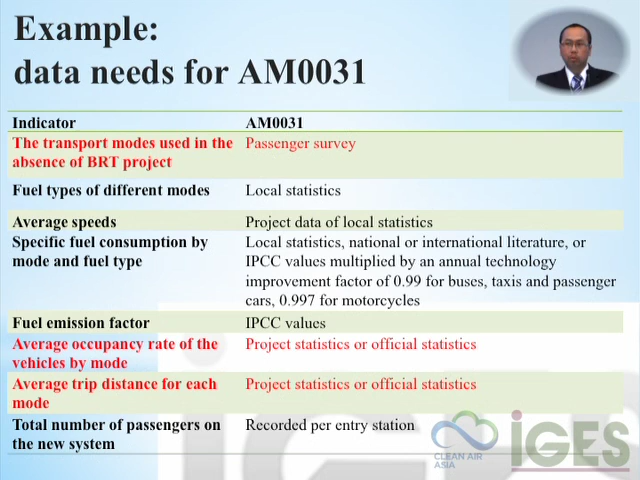 Example:
data needs for AM0031
Indicator AM0031
The transport modes used in the Passenger survey
absence of BRT project
Fuel types of different modes Local statistics
Average speeds Project data of local statistics
Specific fuel consumption by Local statistics, national or international literature, or
mode and fuel type IPCC values multiplied by an annual technology
improvement factor of 0.99 for buses, taxis and passenger
cars, 0.997 for motorcycles
Fuel emission factor IPCC values
Average occupancy rate of the Project statistics or official statistics
vehicles by mode
Average trip distance for each Project statistics or official statistics
mode
Total number of passengers on Recorded per entry station
the new system
CLEAN AIR
ASIA
iGES